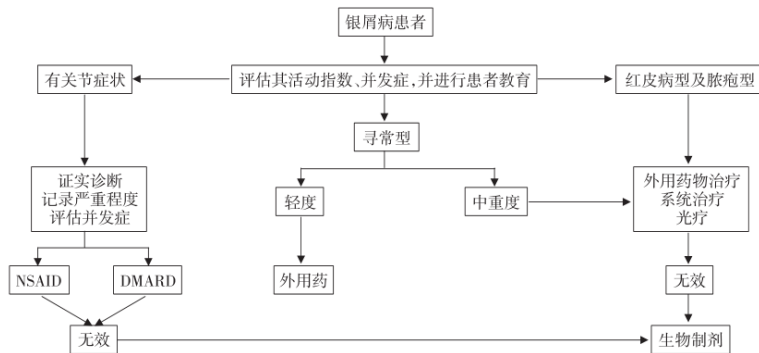 银屑病患者
有关节症状
评估其活动指数、并发症,并进行患者教育
红皮病型及脓疱型
寻常型
证实诊断
记录严重程度
评估并发症
轻度
中重度
外用药物治疗
系统治疗
光疗
NSAID
DMARD
外用药
无效
无效
生物制剂